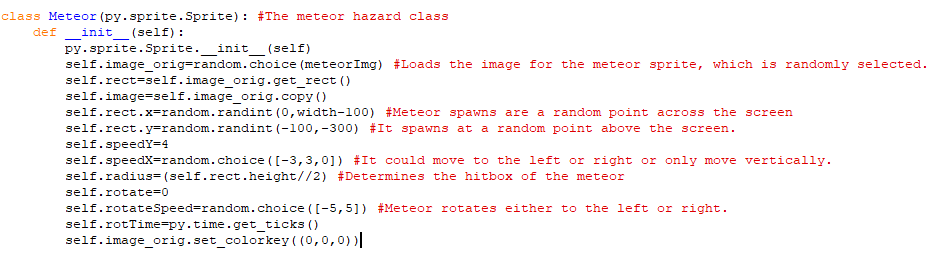 class Meteor(py.sprite.Sprite): #The meteor hazard class
    def __init__(self):
        py.sprite.Sprite.__init__(self)
        self.image_orig=random.choice(meteorImg) #Loads the image for the meteor sprite, which is randomly selected.
        self.rect=self.image_orig.get_rect()
        self.image=self.image_orig.copy()
        self.rect.x=random.randint(0,width-100) #Meteor spawns are a random point across the screen
        self.rect.y=random.randint(-100,-300) #It spawns at a random point above the screen.
        self.speedY=4
        self.speedX=random.choice([-3,3,0]) #It could move to the left or right or only move vertically.
        self.radius=(self.rect.height//2) #Determines the hitbox of the meteor
        self.rotate=0
        self.rotateSpeed=random.choice([-5,5]) #Meteor rotates either to the left or right.
        self.rotTime=py.time.get_ticks()
        self.image_orig.set_colorkey((0,0,0))